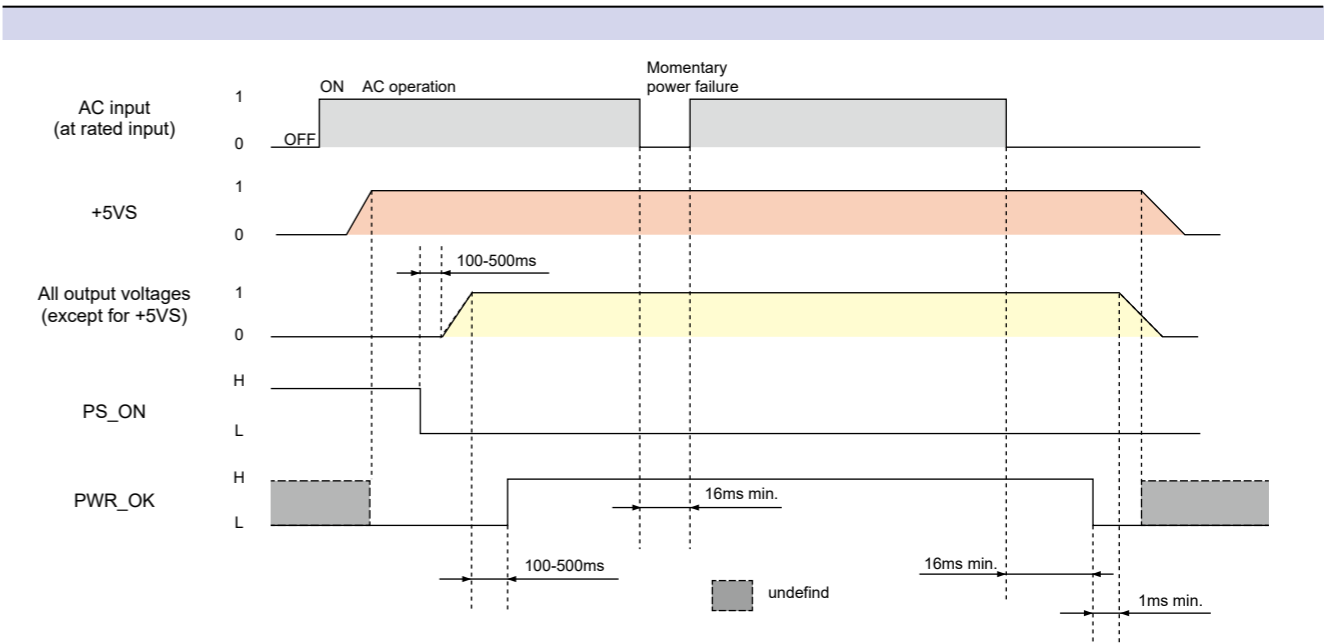 Momentary
power failure
ON AC operation
AC input
(at rated input)
1
0
OFF
+5VS
1
0
100-500ms
All output voltages
(except for +5VS)
1
0
PS_ON
H
L
PWR_OK
H
L
16ms min.
100-500ms
16ms min.
undefind
1ms min.